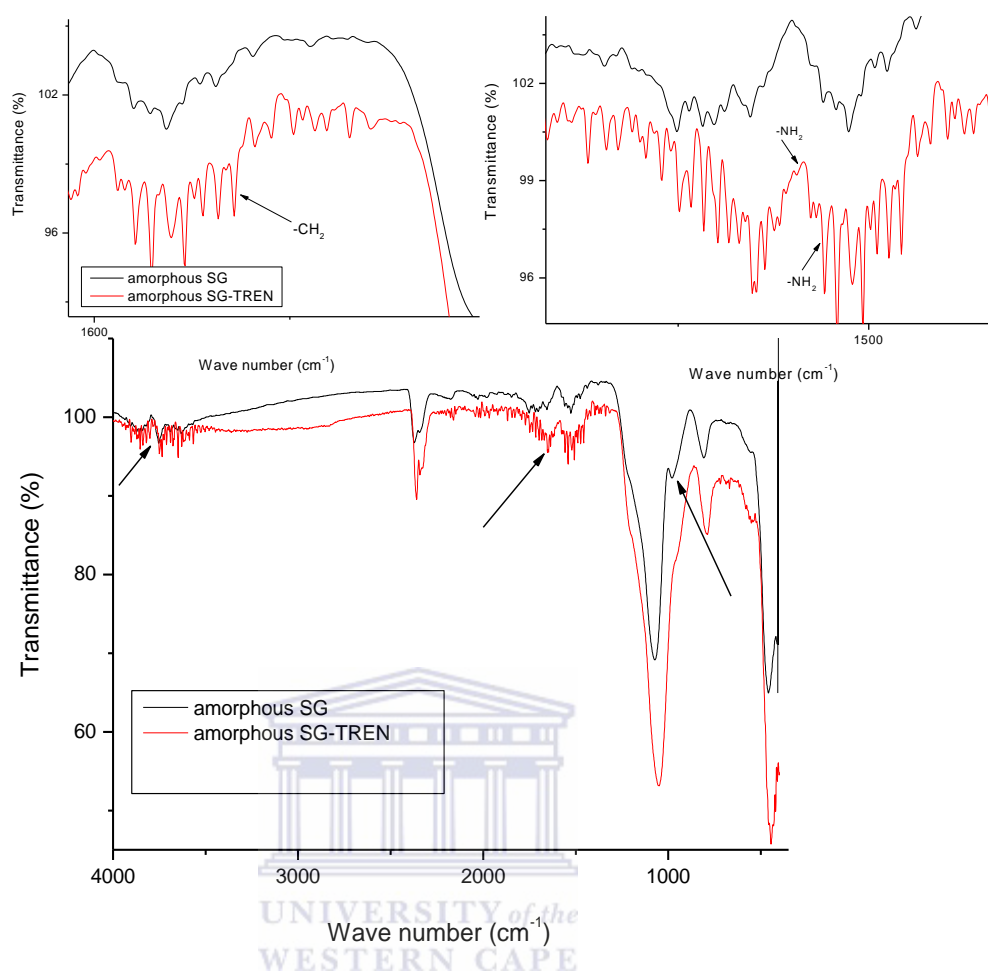 Transmittance (%)
102
96
-CH₂
amorphous SG
amorphous SG-TREN
1600
Wave number (cm⁻¹)
Transmittance (%)
102
99
96
-NH₂
-NH₂
1500
Wave number (cm⁻¹)
Transmittance (%)
100
80
60
amorphous SG
amorphous SG-TREN
4000 3000 2000 1000
UNIVERSITY of the
Wave number (cm⁻¹)
WESTERN CAPE